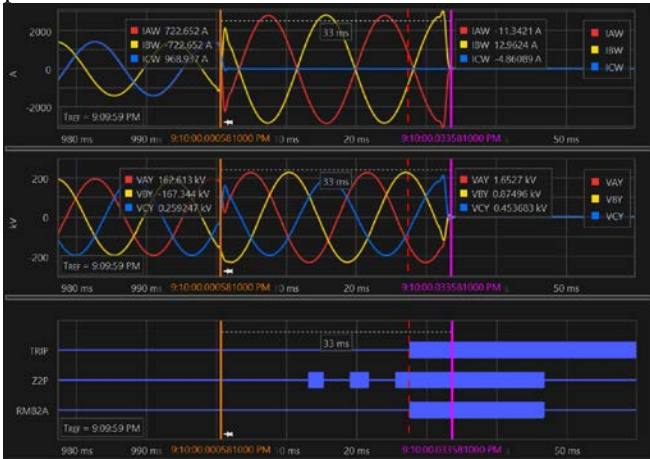 2000
0
-2000
A
IAW 722.652 A
IBW -722.652 A
ICW 968.937 A
33 ms
IAW -11.3421 A
IBW 12.9624 A
ICW -4.86089 A
IAW
IBW
ICW
TREF = 9:09:59 PM
980 ms 990 ms 9:10:00.000581000 PM 10 ms 20 ms 9:10:00.033581000 PM 50 ms
200
0
-200
kV
VAY 162.613 kV
VBY -167.344 kV
VCY 0.259247 kV
33 ms
VAY 1.6527 kV
VBY 0.87496 kV
VCY 0.453683 kV
VAY
VBY
VCY
TREF = 9:09:59 PM
980 ms 990 ms 9:10:00.000581000 PM 10 ms 20 ms 9:10:00.033581000 PM 50 ms
33 ms
TRIP
Z2P
RMB2A
TREF = 9:09:59 PM
980 ms 990 ms 9:10:00.000581000 PM 10 ms 20 ms 9:10:00.033581000 PM 50 ms